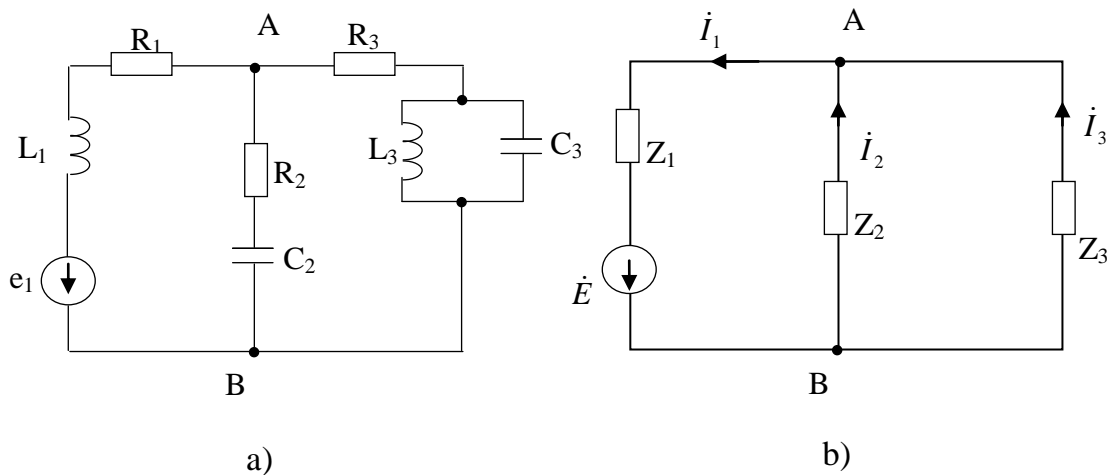 A
R₁
R₃
L₁
R₂
L₃
C₃
C₂
e₁
B
a)
İ₁
A
Z₁
İ₂
İ₃
Z₂
Z₃
Ė
B
b)